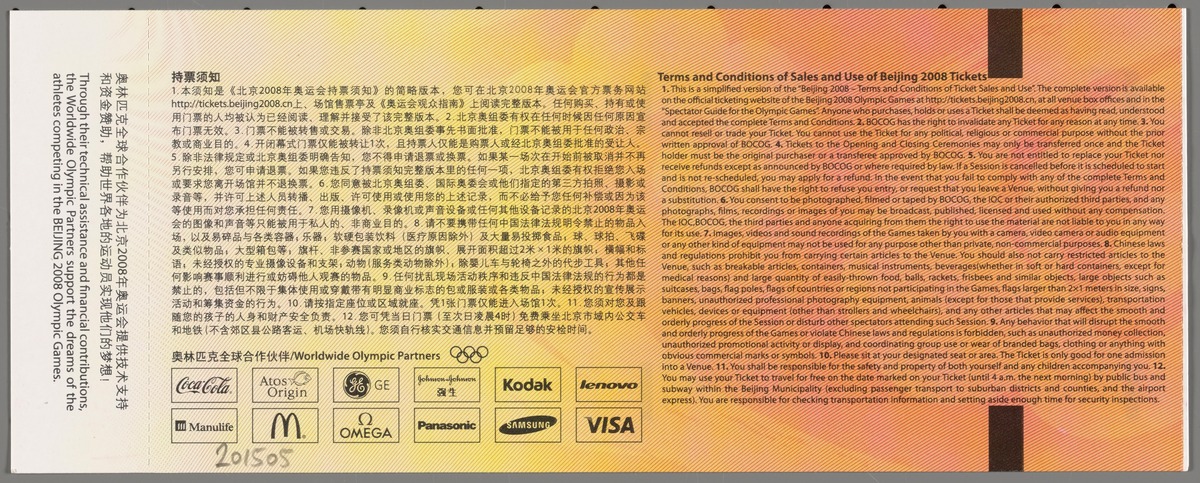 奥林匹克全球合作伙伴为北京2008年奥运会提供技术支持
和资金赞助，帮助世界各地的运动员实现他们的梦想！
Through their technical assistance and financial contributions,
the Worldwide Olympic Partners support the dreams of the
athletes competing in the BEIJING 2008 Olympic Games.
持票须知
1.本须知是《北京2008年奥运会持票须知》的简略版本，您可在北京2008年奥运会官方票务网站
http://tickets.beijing2008.cn上、场馆售票亭及《奥运会观众指南》上阅读完整版本。任何购买、持有或使
用门票的人均被认为已经阅读、理解并接受了该完整版本。2.北京奥组委有权在任何时候因任何原因宣
布门票无效。3.门票不能被转售或交易。除非北京奥组委事先书面批准，门票不能用于任何政治、宗
教或商业目的。4.开闭幕式门票仅能被转让1次，且持票人仅能是购票人或经北京奥组委批准的受让人。
5.除非法律规定或北京奥组委明确告知，您不得申请退票或换票。如果某一场次在开始前被取消并不再
另行安排，您可申请退票。如果您违反了持票须知完整版本里的任何一项，北京奥组委有权拒绝您入场
或要求您离开场馆并不退换票。6.您同意被北京奥组委、国际奥委会或他们指定的第三方拍照、摄影或
录音等，并许可上述人员转播、出版、许可使用或使用您的上述记录，而不必给予您任何补偿或因为该
等使用而对您承担任何责任。7.您用摄像机、录像机或声音设备或任何其他设备记录的北京2008年奥运
会的图像和声音等只能被用于私人的、非商业目的。8.请不要携带任何中国法律法规明令禁止的物品入
场，以及易碎品与各类容器；乐器，软硬包装饮料（医疗原因除外）及大量易投掷食品；球、球拍、飞碟
及类似物品；大型箱包等；旗杆、非参赛国家或地区的旗帜、展开面积超过2米×1米的旗帜；横幅和标
语；未经授权的专业摄像设备和支架；动物（服务类动物除外）；除婴儿车与轮椅之外的代步工具，其他任
何影响赛事顺利进行或妨碍他人观赛的物品。9.任何扰乱现场活动秩序和违反中国法律法规的行为都是
禁止的，包括但不限于集体使用或穿戴带有明显商业标志的包或服装或各类物品；未经授权的宣传展示
活动和筹集资金的行为。10.请按指定座位或区域就座。凭1张门票仅能进入场馆1次。11.您须对您及跟
随您的孩子的人身和财产安全负责。12.您可凭当日门票（至次日凌晨4时）免费乘坐北京市域内公交车
和地铁（不含郊区县公路客运、机场快轨线）。您须自行核实交通信息并预留足够的安检时间。
奥林匹克全球合作伙伴/Worldwide Olympic Partners
Coca-Cola Atos Origin GE Johnson & Johnson 强生 Kodak lenovo
Manulife M OMEGA Panasonic SAMSUNG VISA
201505
Terms and Conditions of Sales and Use of Beijing 2008 Tickets
1. This is a simplified version of the "Beijing 2008 – Terms and Conditions of Ticket Sales and Use". The complete version is available
on the official ticketing website of the Beijing 2008 Olympic Games at http://tickets.beijing2008.cn, at all venue box offices and in the
"Spectator Guide for the Olympic Games". Anyone who purchases, holds or uses a Ticket shall be deemed as having read, understood
and accepted the complete Terms and Conditions. 2. BOCOG has the right to invalidate any Ticket for any reason at any time. 3. You
cannot resell or trade your Ticket. You cannot use the Ticket for any political, religious or commercial purpose without the prior
written approval of BOCOG. 4. Tickets to the Opening and Closing Ceremonies may only be transferred once and the Ticket
holder must be the original purchaser or a transferee approved by BOCOG. 5. You are not entitled to replace your Ticket nor
receive refunds except as announced by BOCOG or where required by law. If a Session is cancelled before it is scheduled to start
and is not re-scheduled, you may apply for a refund. In the event that you fail to comply with any of the complete Terms and
Conditions, BOCOG shall have the right to refuse you entry, or request that you leave a Venue, without giving you a refund nor
a substitution. 6. You consent to be photographed, filmed or taped by BOCOG, the IOC or their authorized third parties, and any
photographs, films, recordings or images of you may be broadcast, published, licensed and used without any compensation.
The IOC, BOCOG, the third parties and anyone acquiring from them the right to use the material are not liable to you in any way
for its use. 7. Images, videos and sound recordings of the Games taken by you with a camera, video camera or audio equipment
or any other kind of equipment can only be used for any purpose other than private, non-commercial purposes. 8. Chinese laws
and regulations prohibit you from carrying certain articles to the Venue. You should also not carry restricted articles to the
Venue, such as breakable articles, containers, musical instruments, beverages(whether in soft or hard containers, except for
medical reasons) and large quantity of easily-thrown food, balls, rackets, frisbees and similar objects, large objects such as
suitcases, bags, flag poles, flags of countries or regions not participating in the Games, flags larger than 2×1 meters in size, signs,
banners, unauthorized professional photography equipment, animals (except for those that provide services), transporting
vehicles, devices or equipment (other than strollers and wheelchairs), and any other articles that may affect the smooth and
orderly progress of the Session or disturb other spectators attending such Session. 9. Any behavior that will disrupt the smooth
and orderly progress of the Games or violate Chinese laws and regulations is forbidden, such as unauthorized money collection,
unauthorized promotional activity or display, and coordinating group use or wear of branded bags, clothing or anything with
obvious commercial marks or symbols. 10. Please sit at your designated seat or area. The Ticket is only good for one admission
into a Venue. 11. You shall be responsible for the safety and property of both yourself and any children accompanying you. 12.
You may use your Ticket to travel for free on the date marked on your Ticket (until 4 a.m. the next morning) by public bus and
subway within the Beijing Municipality (excluding passenger transport to suburban districts and counties, and the airport
express). You are responsible for checking transportation information and setting aside enough time for security inspections.